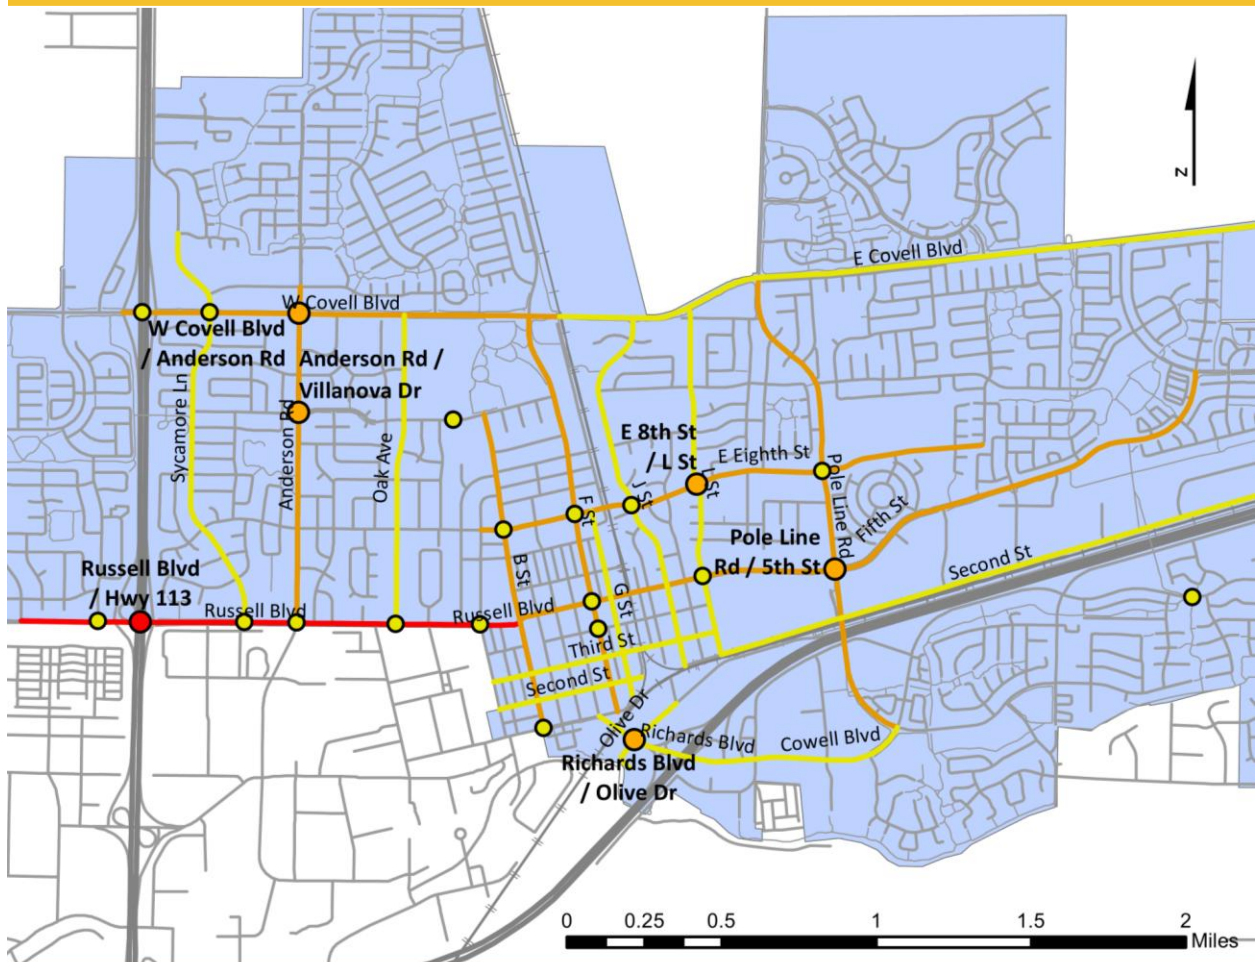 Z
E Covell Blvd
W Covell Blvd
W Covell Blvd
/ Anderson Rd
Anderson Rd /
Villanova Dr
Sycamore Ln
Anderson Rd
Oak Ave
E 8th St
/ L St
E Eighth St
L St
J St
F St
Pole Line Rd
Fifth St
Pole Line
Rd / 5th St
Second St
Russell Blvd
/ Hwy 113
Russell Blvd
Russell Blvd
B St
G St
Third St
Second St
Olive Dr
Richards Blvd
Cowell Blvd
Richards Blvd
/ Olive Dr
0 0.25 0.5 1 1.5 2
Miles